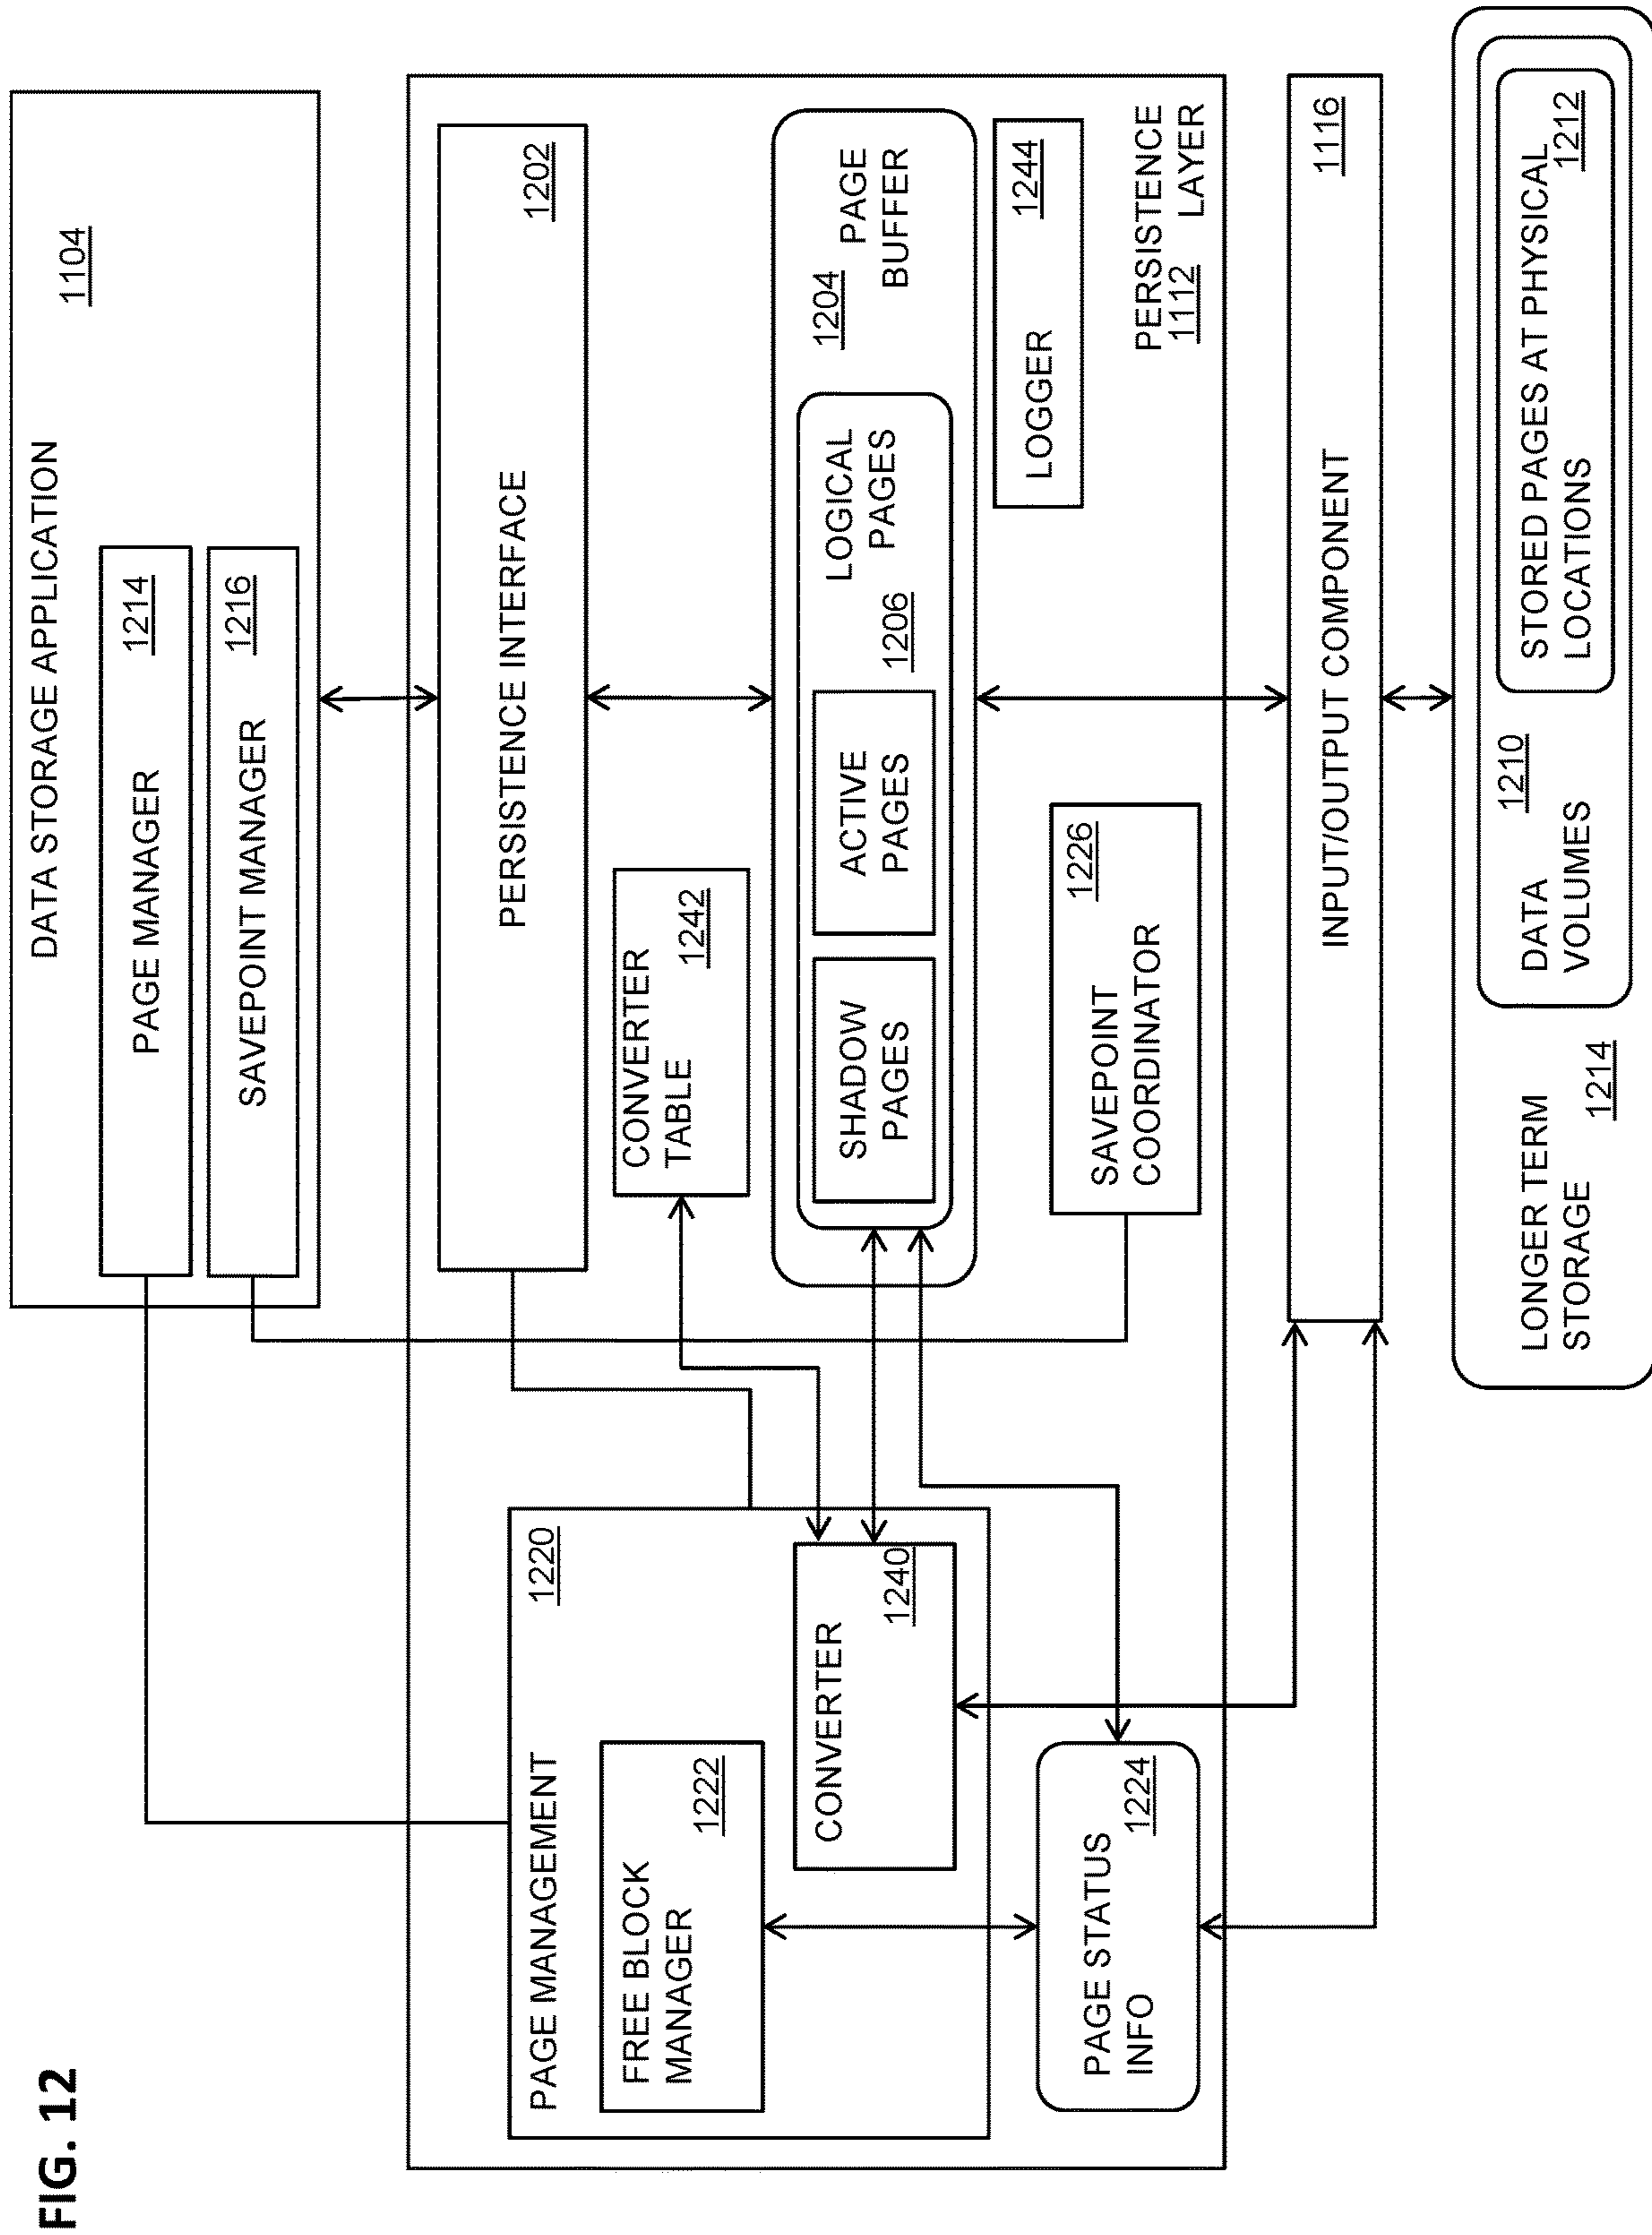 FIG. 12
DATA STORAGE APPLICATION
1104
PAGE MANAGER
1214
SAVEPOINT MANAGER
1216
PERSISTENCE INTERFACE
1202
PAGE MANAGEMENT
1220
FREE BLOCK
MANAGER
1222
CONVERTER
1240
CONVERTER
TABLE
1242
SHADOW
PAGES
ACTIVE
PAGES
LOGICAL
PAGES
1206
1204
PAGE
BUFFER
PAGE STATUS
INFO
1224
SAVEPOINT
COORDINATOR
1226
LOGGER
1244
PERSISTENCE
1112 LAYER
INPUT/OUTPUT COMPONENT
1116
LONGER TERM
STORAGE
1214
DATA
VOLUMES
1210
STORED PAGES AT PHYSICAL
LOCATIONS
1212